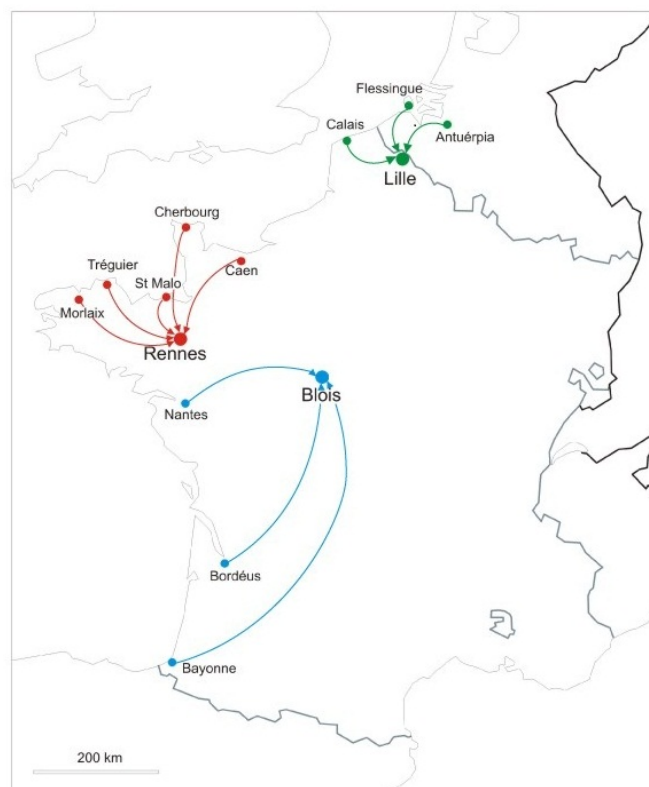 Flessingue
Calais
Antuérpia
Lille
Cherbourg
Tréguier
Caen
St Malo
Morlaix
Rennes
Blois
Nantes
Bordéus
Bayonne
200 km